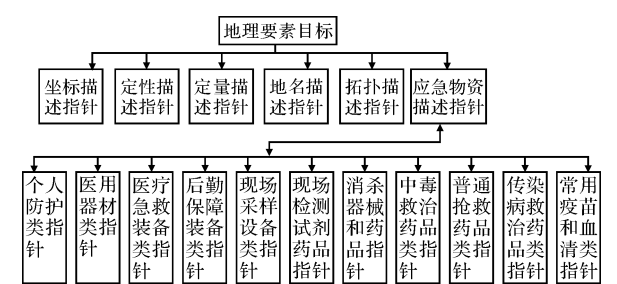 地理要素目标
坐标描
述指针
定性描
述指针
定量描
述指针
地名描
述指针
拓扑描
述指针
应急物资
描述指针
个人
防护
类指
针
医用
器材
类指
针
医疗
急救
装备
类指
针
后勤
保障
装备
类指
针
现场
采样
设备
类指
针
现场
检测
试剂
药品
指针
消杀
器械
和药
品指
针
中毒
救治
药品
类指
针
普通
抢救
药品
类指
针
传染
病救
治药
品类
指针
常用
疫苗
和血
清类
指针